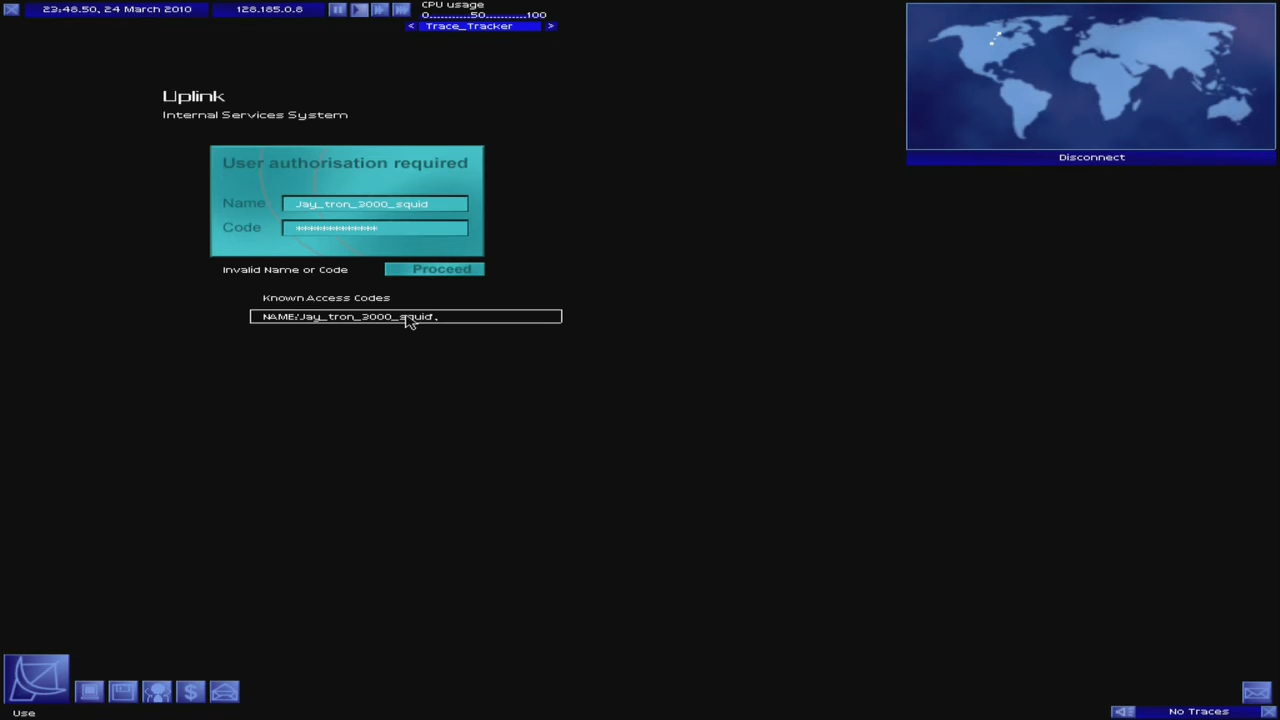 23:48.50, 24 March 2010
128.185.0.8
CPU usage
0...........50...........100
< Trace_Tracker >
Uplink
Internal Services System
User authorisation required
Name Jay_tron_3000_squid
Code *************
Invalid Name or Code Proceed
Known Access Codes
NAME:'Jay_tron_3000_squid',
Disconnect
$
Use
No Traces